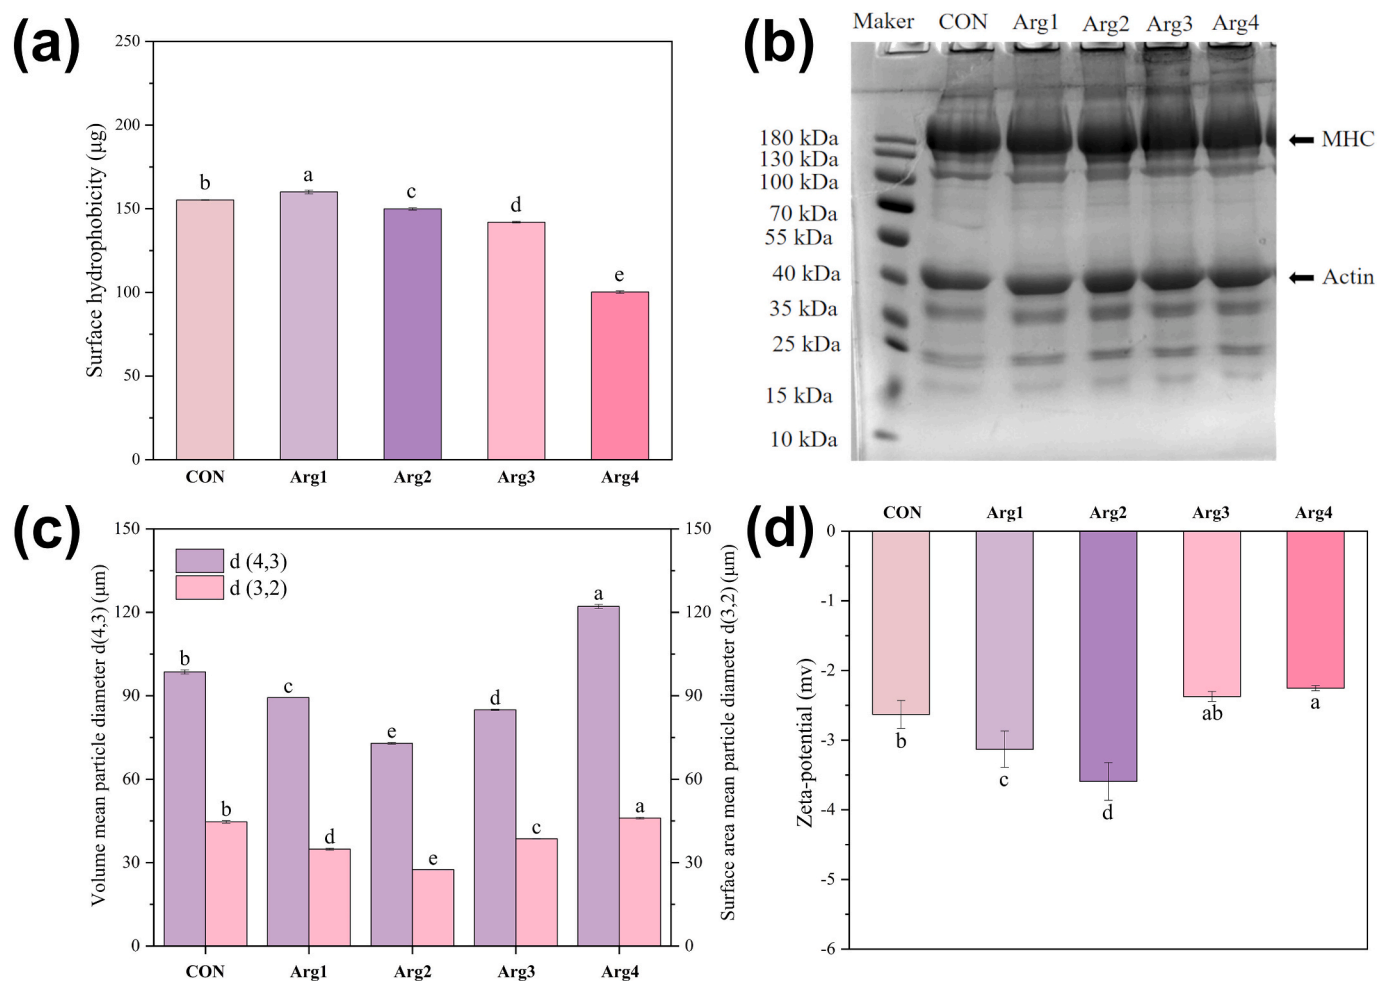 (a)
250
200
150
100
50
0
Surface hydrophobicity (μg)
b
a
c
d
e
CON Arg1 Arg2 Arg3 Arg4
(b)
Maker CON Arg1 Arg2 Arg3 Arg4
180 kDa
130 kDa
100 kDa
70 kDa
55 kDa
40 kDa
35 kDa
25 kDa
15 kDa
10 kDa
MHC
Actin
(c)
150
120
90
60
30
0
Volume mean particle diameter d(4,3) (μm)
d (4,3)
d (3,2)
b
b
c
d
e
e
d
c
a
a
150
120
90
60
30
0
Surface area mean particle diameter d(3,2) (μm)
CON Arg1 Arg2 Arg3 Arg4
(d)
CON Arg1 Arg2 Arg3 Arg4
0
-1
-2
-3
-4
-5
-6
Zeta-potential (mv)
b
c
d
ab
a